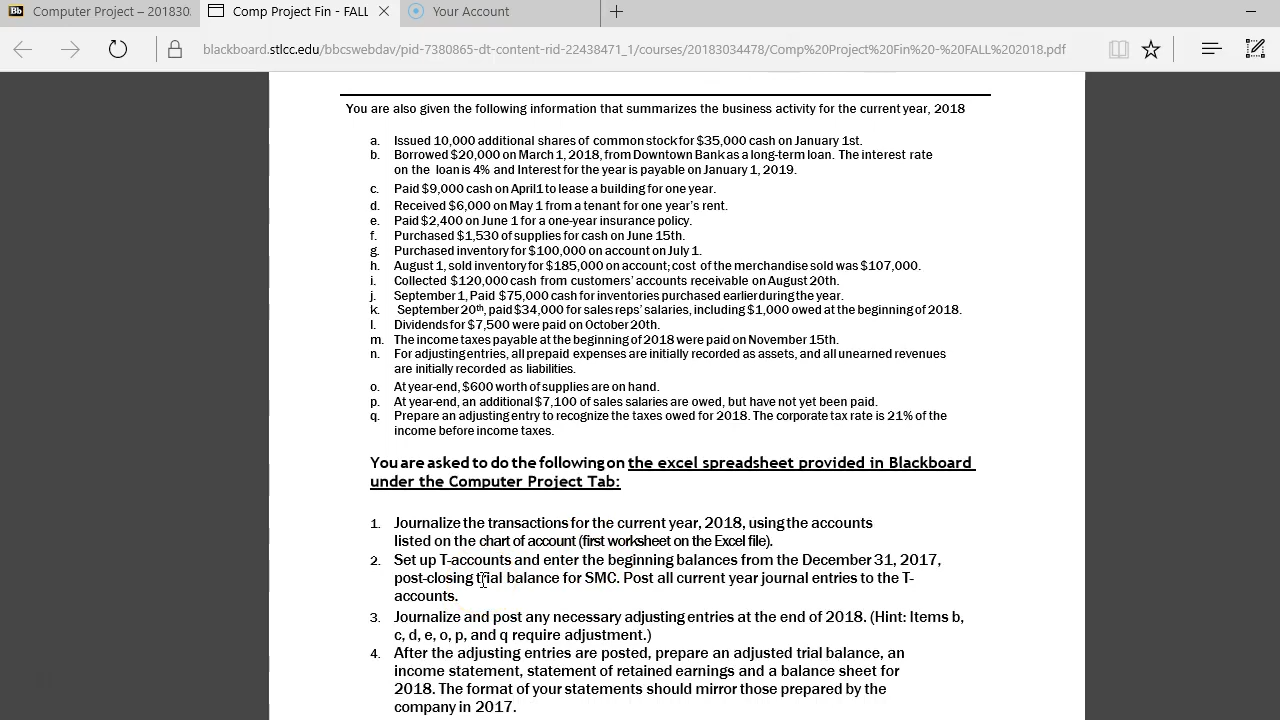 Computer Project – 201830
Comp Project Fin - FALL
Your Account
blackboard.stlcc.edu/bbcswebdav/pid-7380865-dt-content-rid-22438471_1/courses/20183034478/Comp%20Project%20Fin%20-%20FALL%202018.pdf
You are also given the following information that summarizes the business activity for the current year, 2018
a. Issued 10,000 additional shares of common stock for $35,000 cash on January 1st.
b. Borrowed $20,000 on March 1, 2018, from Downtown Bank as a long-term loan. The interest rate
on the loan is 4% and Interest for the year is payable on January 1, 2019.
c. Paid $9,000 cash on April1 to lease a building for one year.
d. Received $6,000 on May 1 from a tenant for one year's rent.
e. Paid $2,400 on June 1 for a one-year insurance policy.
f. Purchased $1,530 of supplies for cash on June 15th.
g. Purchased inventory for $100,000 on account on July 1.
h. August 1, sold inventory for $185,000 on account; cost of the merchandise sold was $107,000.
i. Collected $120,000 cash from customers' accounts receivable on August 20th.
j. September 1, Paid $75,000 cash for inventories purchased earlier during the year.
k. September 20th, paid $34,000 for sales reps' salaries, including $1,000 owed at the beginning of 2018.
l. Dividends for $7,500 were paid on October 20th.
m. The income taxes payable at the beginning of 2018 were paid on November 15th.
n. For adjusting entries, all prepaid expenses are initially recorded as assets, and all unearned revenues
are initially recorded as liabilities.
o. At year-end, $600 worth of supplies are on hand.
p. At year-end, an additional $7,100 of sales salaries are owed, but have not yet been paid.
q. Prepare an adjusting entry to recognize the taxes owed for 2018. The corporate tax rate is 21% of the
income before income taxes.
You are asked to do the following on the excel spreadsheet provided in Blackboard
under the Computer Project Tab:
1. Journalize the transactions for the current year, 2018, using the accounts
listed on the chart of account (first worksheet on the Excel file).
2. Set up T-accounts and enter the beginning balances from the December 31, 2017,
post-closing trial balance for SMC. Post all current year journal entries to the T-
accounts.
3. Journalize and post any necessary adjusting entries at the end of 2018. (Hint: Items b,
c, d, e, o, p, and q require adjustment.)
4. After the adjusting entries are posted, prepare an adjusted trial balance, an
income statement, statement of retained earnings and a balance sheet for
2018. The format of your statements should mirror those prepared by the
company in 2017.